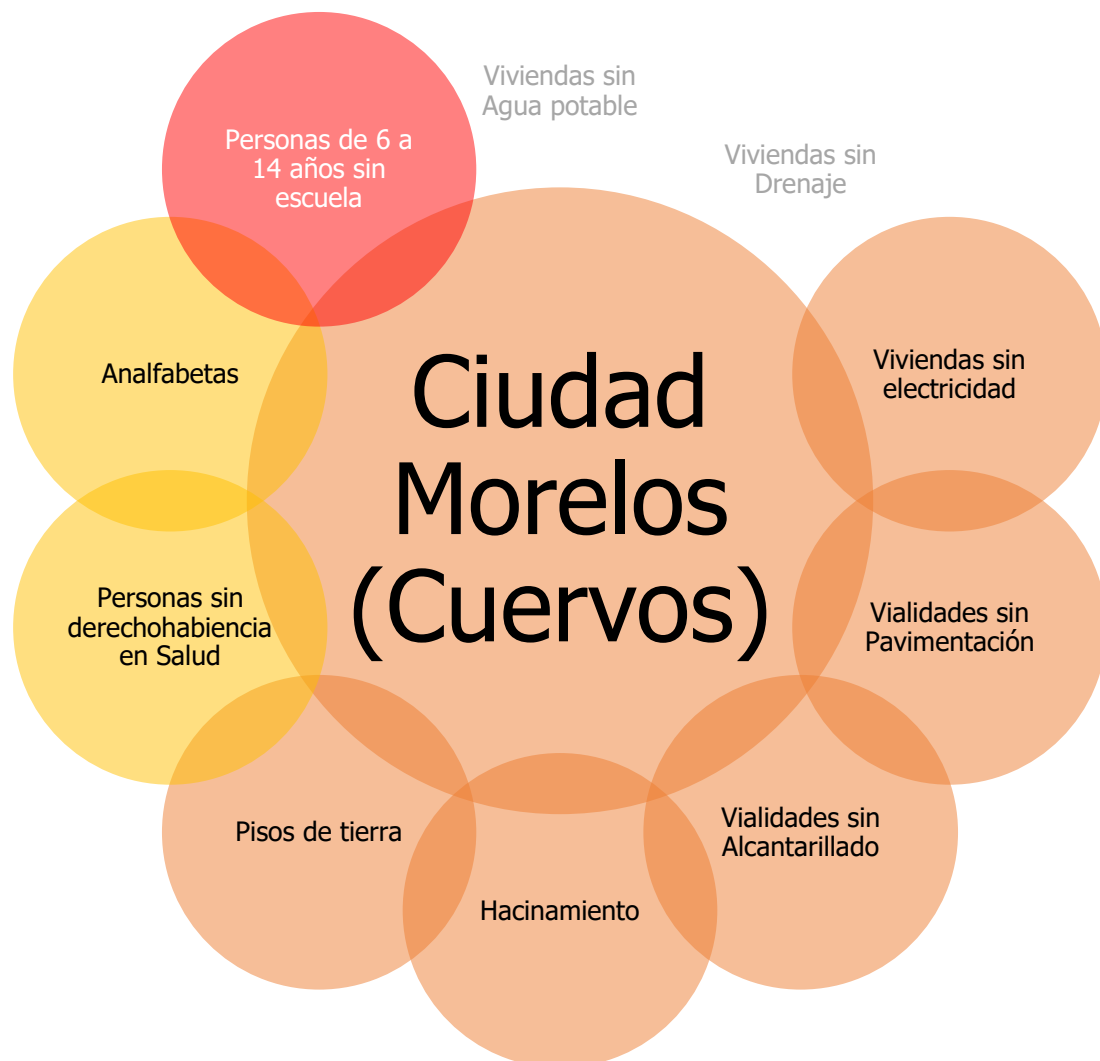 Viviendas sin
Agua potable
Viviendas sin
Drenaje
Personas de 6 a
14 años sin
escuela
Analfabetas
Viviendas sin
electricidad
Ciudad
Morelos
(Cuervos)
Personas sin
derechohabiencia
en Salud
Vialidades sin
Pavimentación
Pisos de tierra
Vialidades sin
Alcantarillado
Hacinamiento